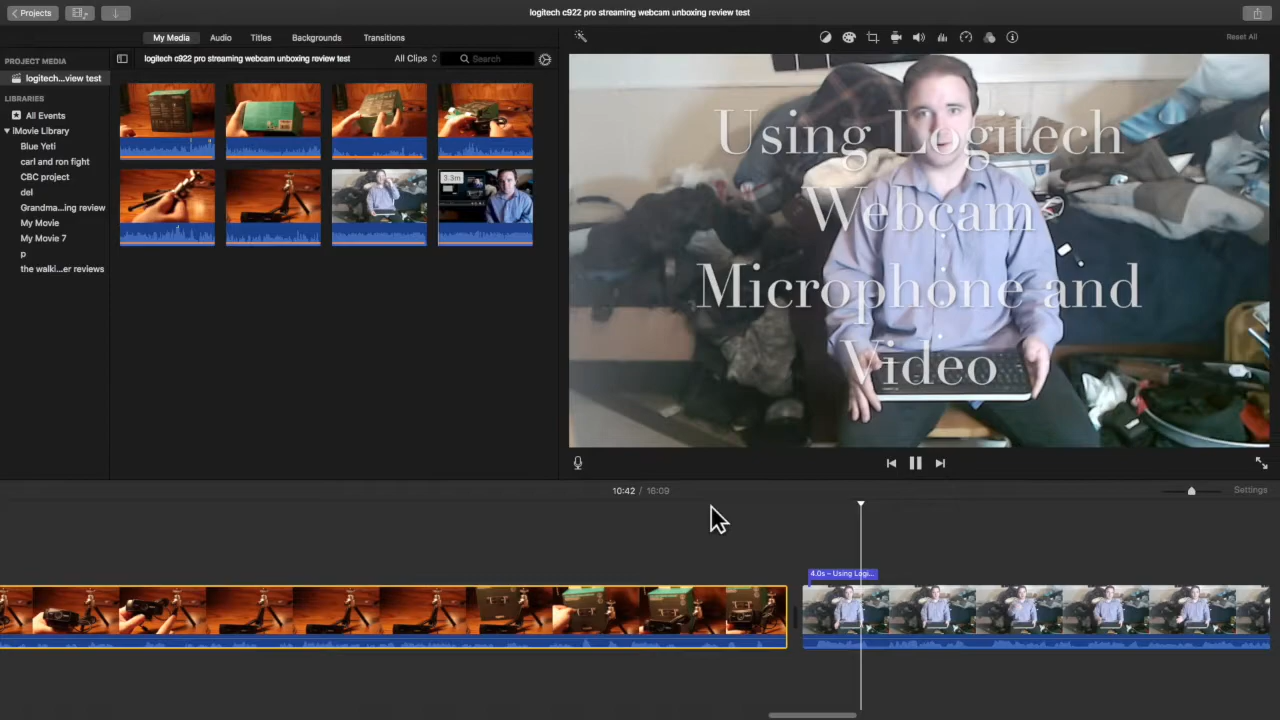 Projects
logitech c922 pro streaming webcam unboxing review test
My Media
Audio
Titles
Backgrounds
Transitions
Reset All
PROJECT MEDIA
logitech...view test
LIBRARIES
All Events
iMovie Library
Blue Yeti
carl and ron fight
CBC project
del
Grandma...ing review
My Movie
My Movie 7
p
the walki...er reviews
logitech c922 pro streaming webcam unboxing review test
All Clips
Search
3.3m
Using Logitech
Webcam
Microphone and
Video
10:42 / 16:09
Settings
4.0s – Using Logi...